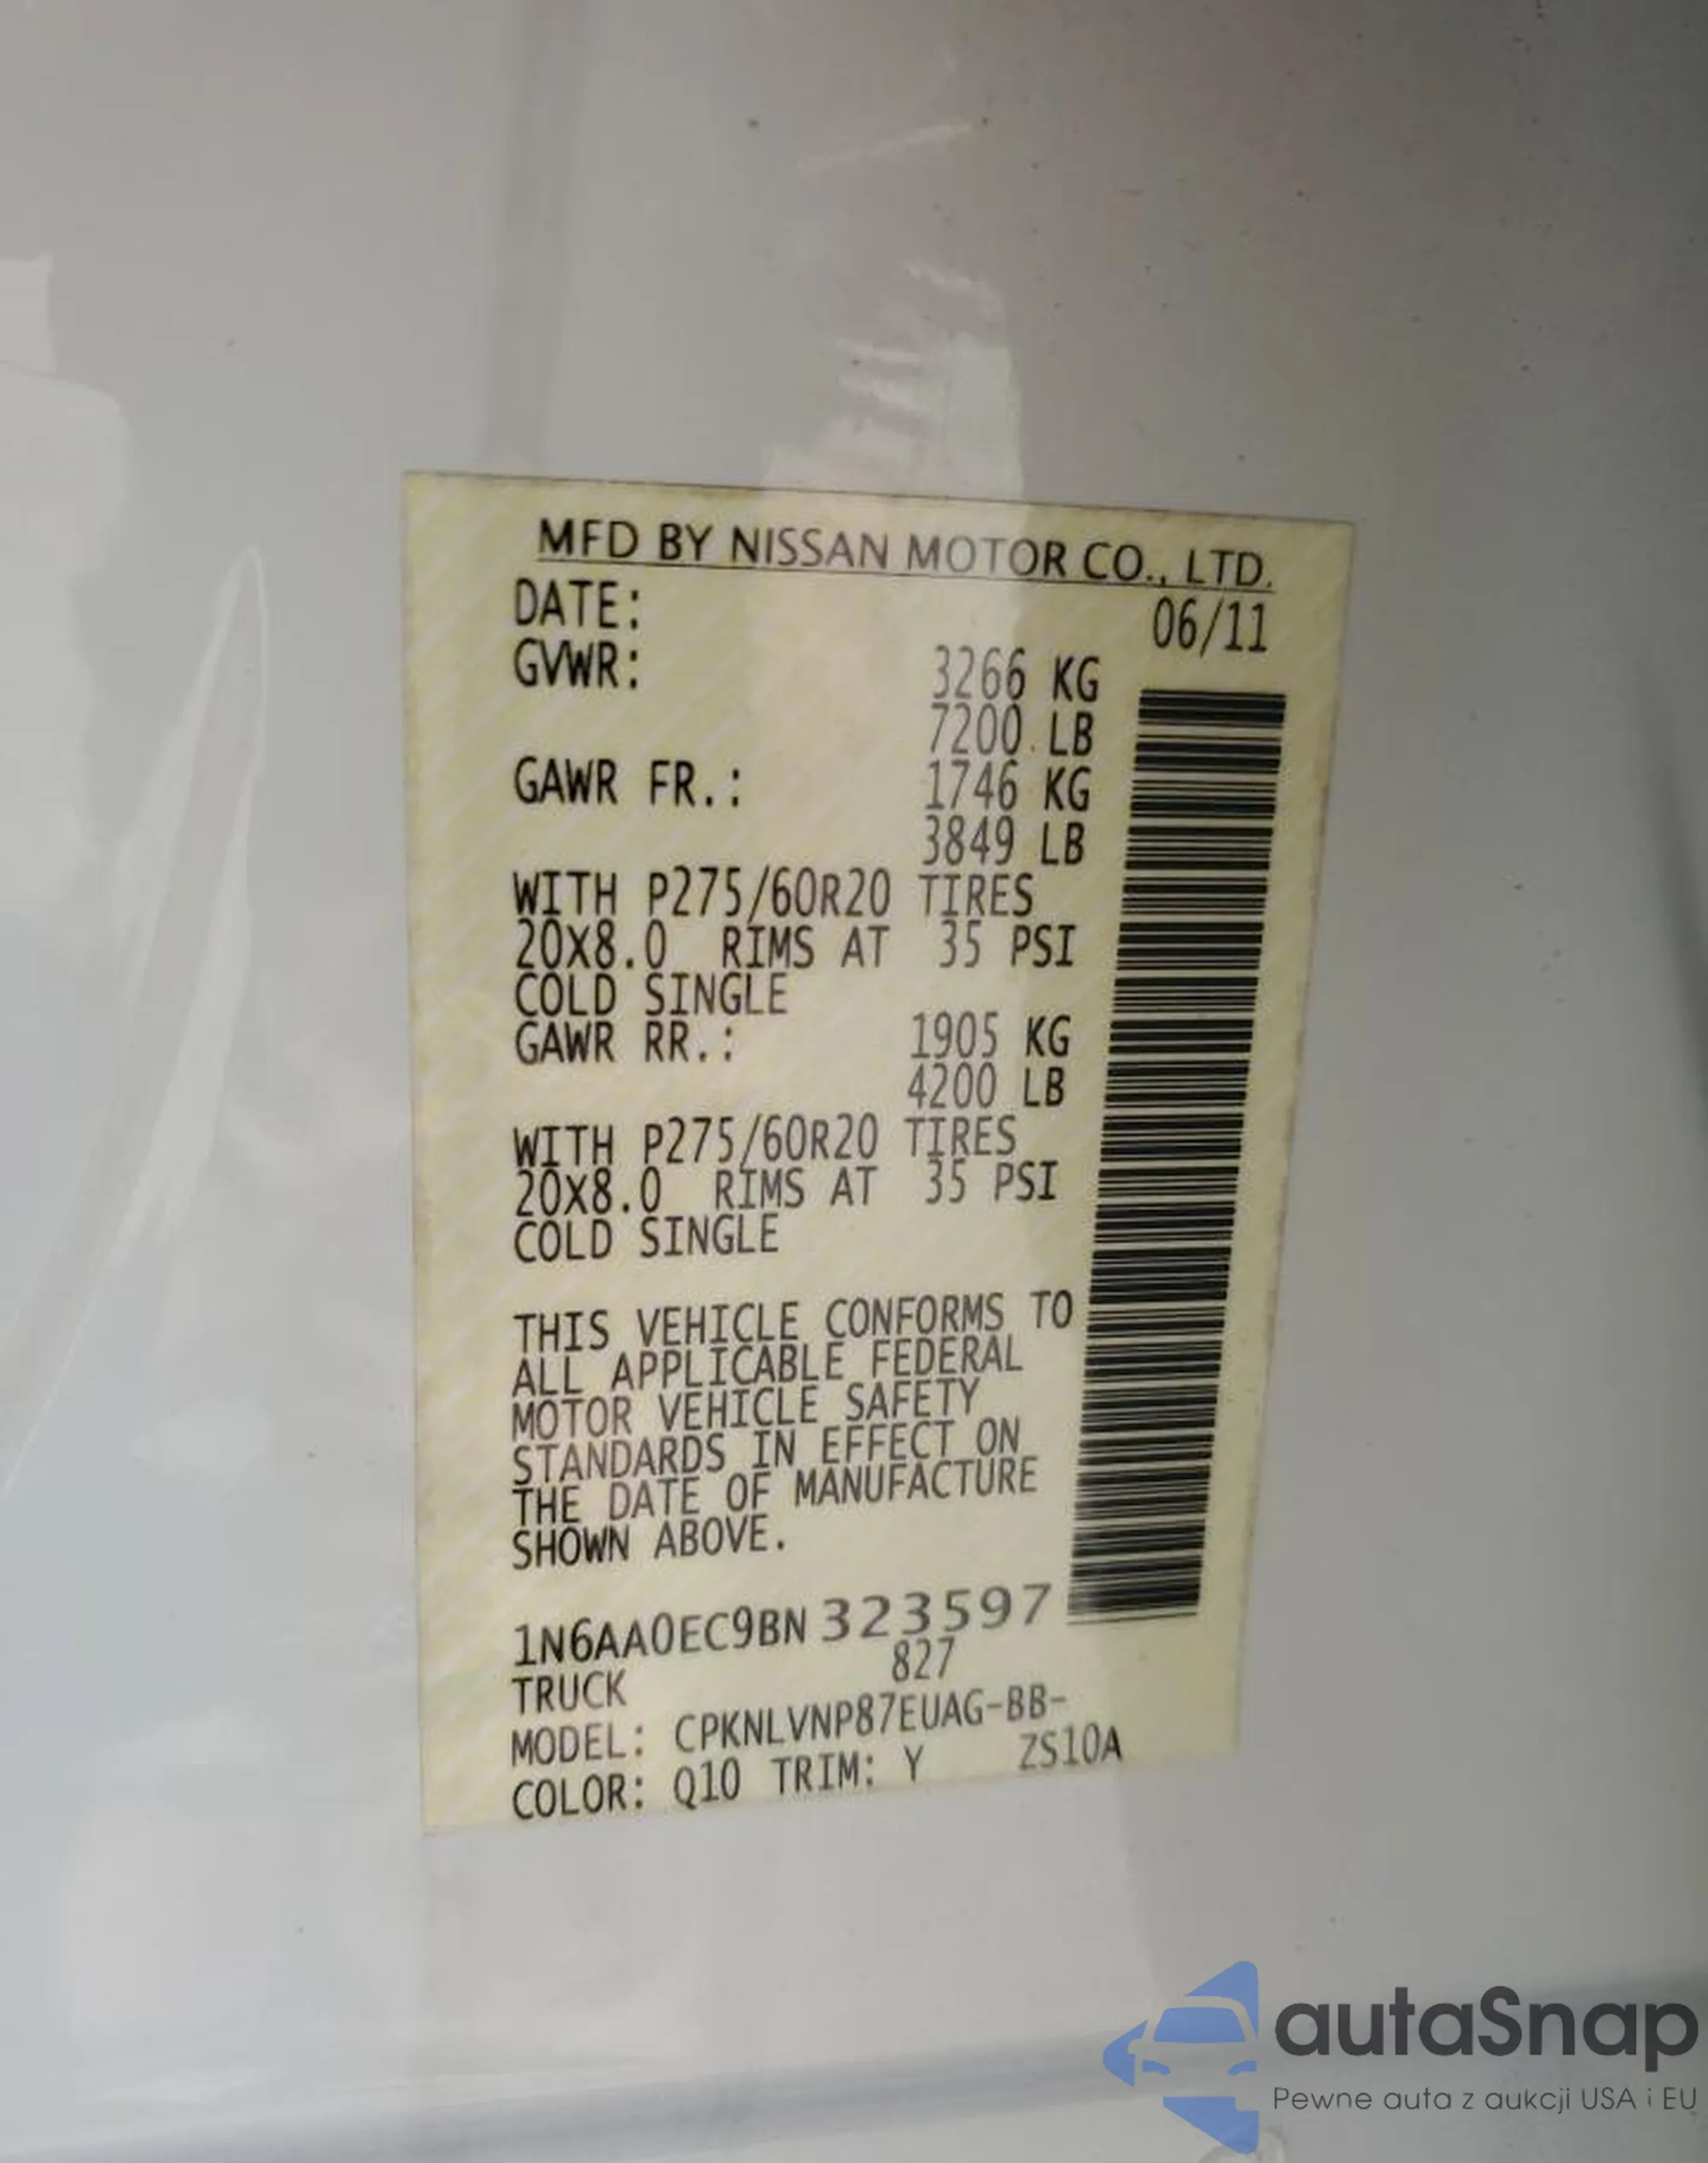 MFD BY NISSAN MOTOR CO., LTD.
DATE: 06/11
GVWR: 3266 KG
7200 LB
GAWR FR.: 1746 KG
3849 LB
WITH P275/60R20 TIRES
20X8.0 RIMS AT 35 PSI
COLD SINGLE
GAWR RR.: 1905 KG
4200 LB
WITH P275/60R20 TIRES
20X8.0 RIMS AT 35 PSI
COLD SINGLE
THIS VEHICLE CONFORMS TO
ALL APPLICABLE FEDERAL
MOTOR VEHICLE SAFETY
STANDARDS IN EFFECT ON
THE DATE OF MANUFACTURE
SHOWN ABOVE.
1N6AA0EC9BN323597
TRUCK 827
MODEL: CPKNLVNP87EUAG-BB-
COLOR: Q10 TRIM: Y ZS10A
autaSnap
Pewne auta z aukcji USA i EU